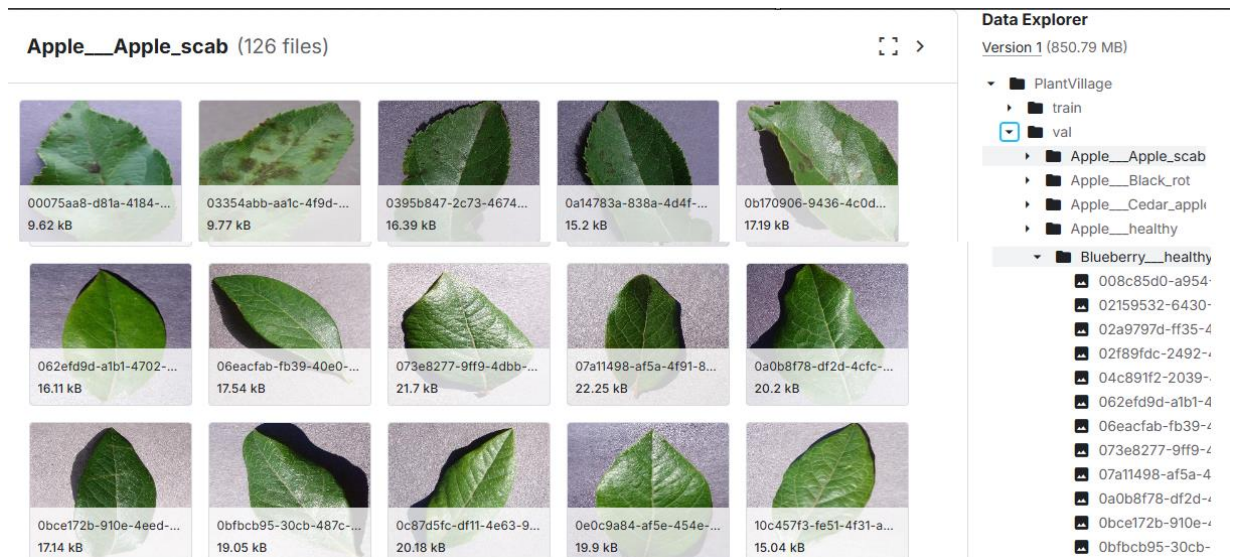 Apple___Apple_scab (126 files)
00075aa8-d81a-4184-...
9.62 kB
03354abb-aa1c-4f9d-...
9.77 kB
0395b847-2c73-4674...
16.39 kB
0a14783a-838a-4d4f-...
15.2 kB
0b170906-9436-4c0d...
17.19 kB
062efd9d-a1b1-4702-...
16.11 kB
06eacfab-fb39-40e0-...
17.54 kB
073e8277-9ff9-4dbb-...
21.7 kB
07a11498-af5a-4f91-8...
22.25 kB
0a0b8f78-df2d-4cfc-...
20.2 kB
0bce172b-910e-4eed-...
17.14 kB
0bfbcb95-30cb-487c-...
19.05 kB
0c87d5fc-df11-4e63-9...
20.18 kB
0e0c9a84-af5e-454e-...
19.9 kB
10c457f3-fe51-4f31-a...
15.04 kB
Data Explorer
Version 1 (850.79 MB)
PlantVillage
train
val
Apple___Apple_scab
Apple___Black_rot
Apple___Cedar_apple
Apple___healthy
Blueberry___healthy
008c85d0-a954-
02159532-6430-
02a9797d-ff35-4
02f89fdc-2492-4
04c891f2-2039-
062efd9d-a1b1-4
06eacfab-fb39-4
073e8277-9ff9-4
07a11498-af5a-4
0a0b8f78-df2d-4
0bce172b-910e-4
0bfbcb95-30cb-